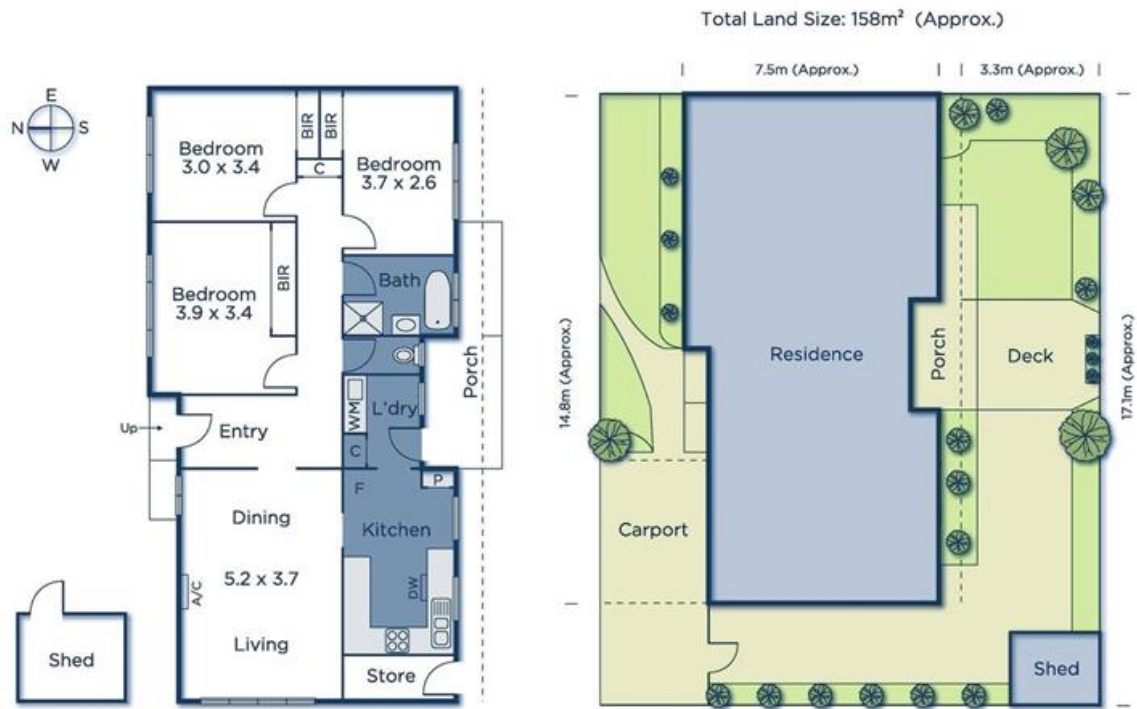 Total Land Size: 158m² (Approx.)
E
N S
W
Bedroom
3.0 x 3.4
BIR
BIR
C
Bedroom
3.7 x 2.6
Bedroom
3.9 x 3.4
BIR
Bath
Porch
WM
L'dry
C
Up
Entry
F
P
Dining
Kitchen
5.2 x 3.7
A/C
DW
Living
Store
Shed
7.5m (Approx.)
3.3m (Approx.)
14.8m (Approx.)
Residence
Porch
Deck
17.1m (Approx.)
Carport
Shed